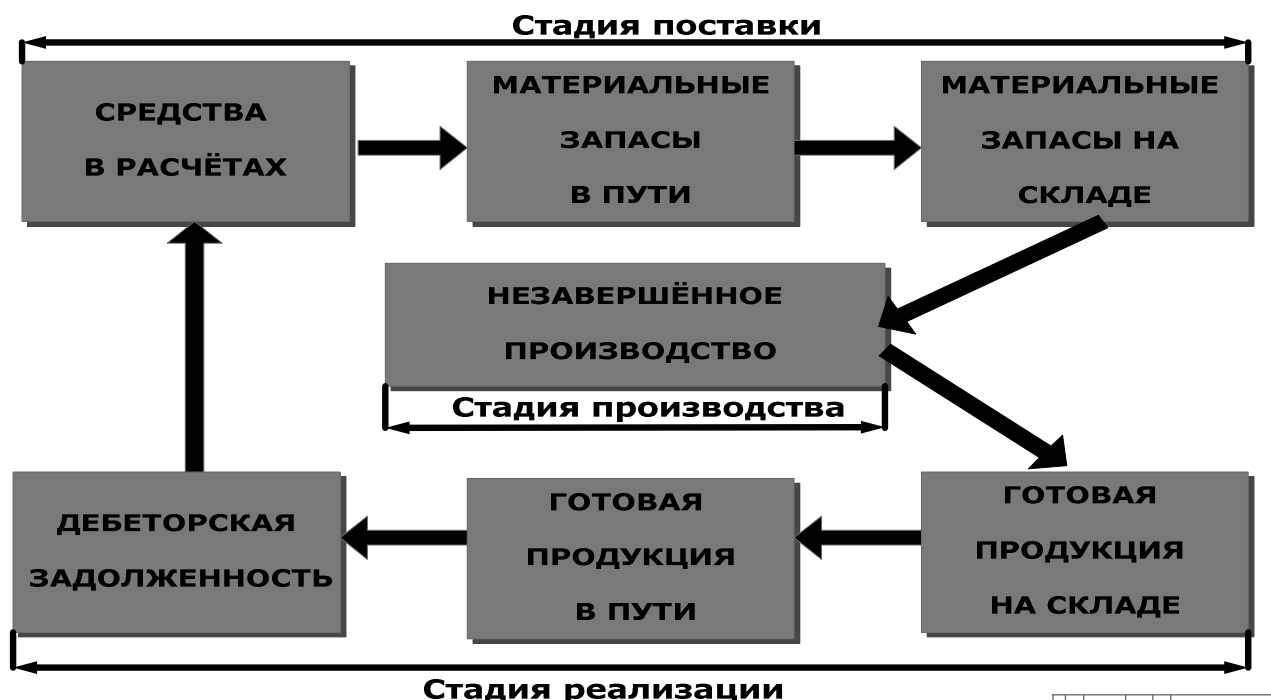 Стадия поставки
СРЕДСТВА
В РАСЧЁТАХ
МАТЕРИАЛЬНЫЕ
ЗАПАСЫ
В ПУТИ
МАТЕРИАЛЬНЫЕ
ЗАПАСЫ НА
СКЛАДЕ
НЕЗАВЕРШЁННОЕ
ПРОИЗВОДСТВО
Стадия производства
ДЕБЕТОРСКАЯ
ЗАДОЛЖЕННОСТЬ
ГОТОВАЯ
ПРОДУКЦИЯ
В ПУТИ
ГОТОВАЯ
ПРОДУКЦИЯ
НА СКЛАДЕ
Стадия реализации